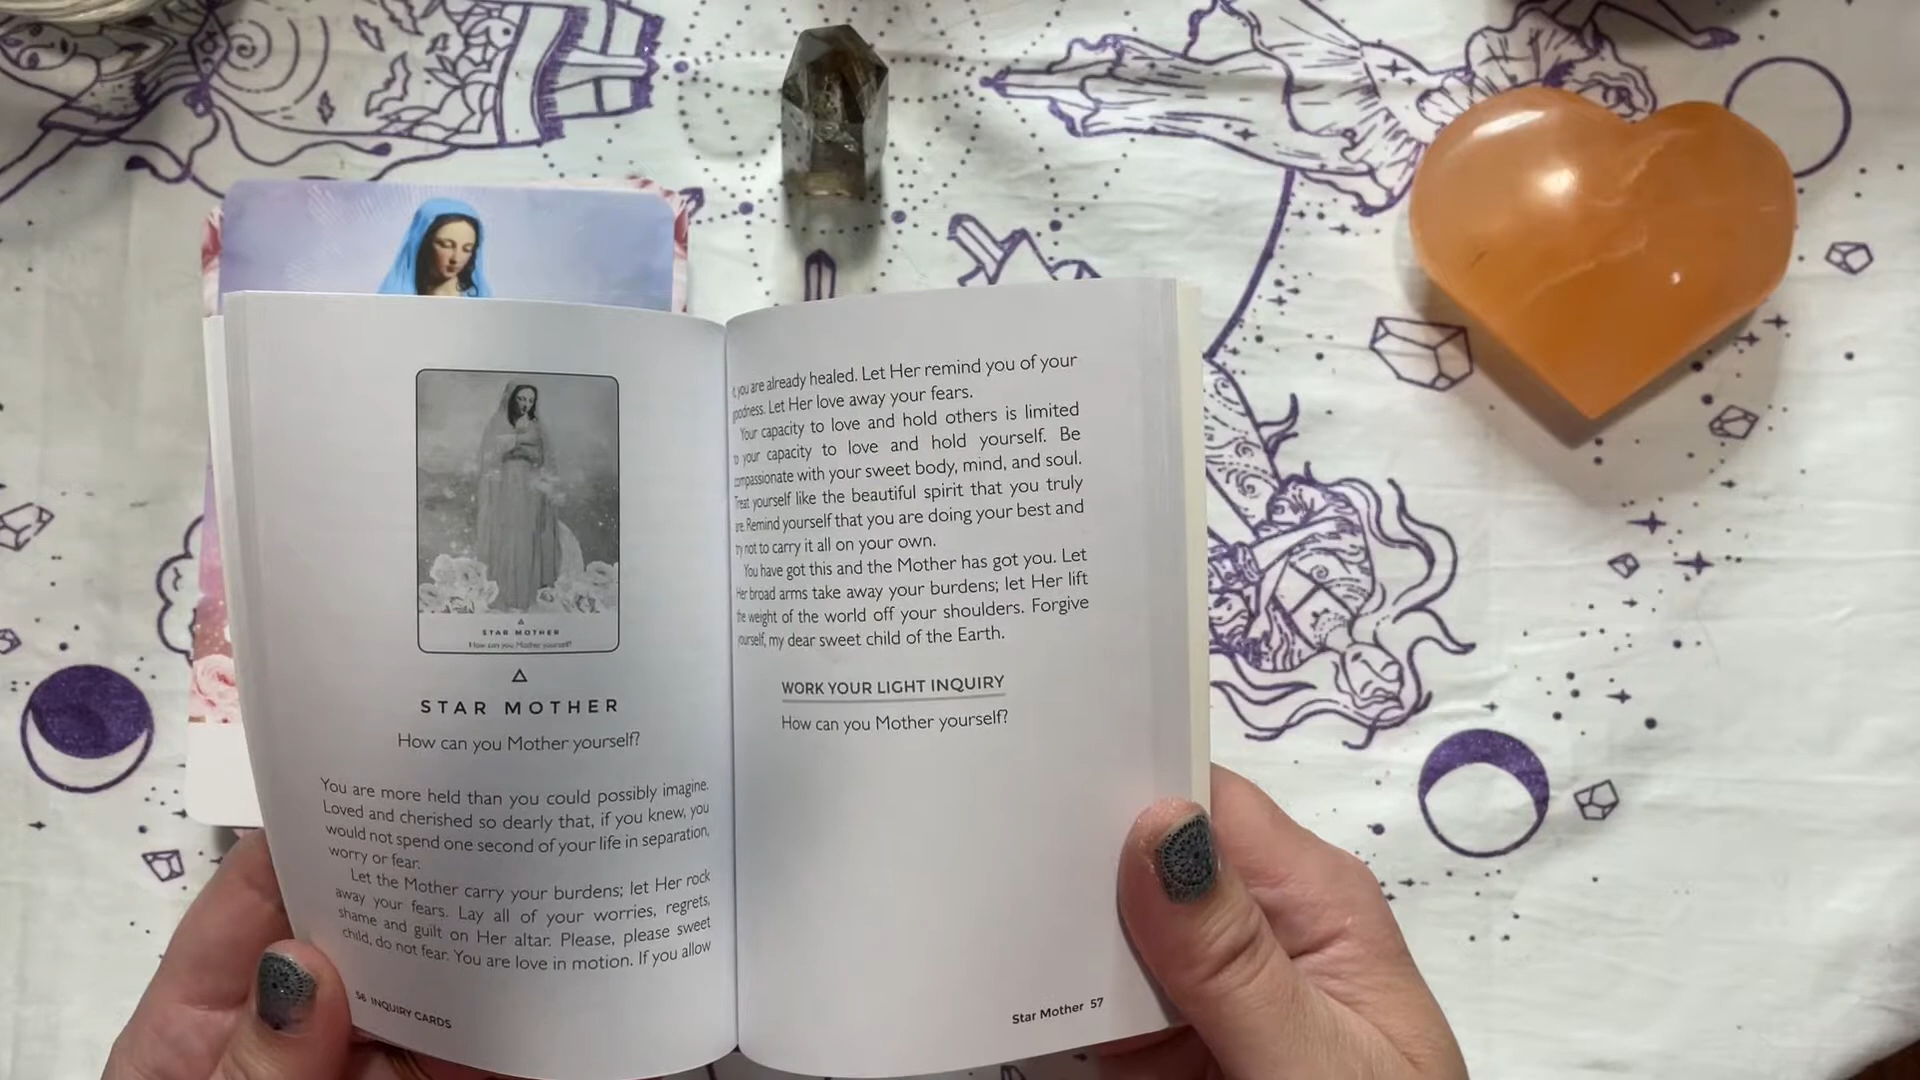 STAR MOTHER
How can you Mother yourself?
STAR MOTHER
How can you Mother yourself?
You are more held than you could possibly imagine.
Loved and cherished so dearly that, if you knew, you
would not spend one second of your life in separation,
worry or fear.
Let the Mother carry your burdens; let Her rock
away your fears. Lay all of your worries, regrets,
shame and guilt on Her altar. Please, please sweet
child, do not fear. You are love in motion. If you allow
56 INQUIRY CARDS
it, you are already healed. Let Her remind you of your
goodness. Let Her love away your fears.
Your capacity to love and hold others is limited
to your capacity to love and hold yourself. Be
compassionate with your sweet body, mind, and soul.
Treat yourself like the beautiful spirit that you truly
are. Remind yourself that you are doing your best and
try not to carry it all on your own.
You have got this and the Mother has got you. Let
Her broad arms take away your burdens; let Her lift
the weight of the world off your shoulders. Forgive
yourself, my dear sweet child of the Earth.
WORK YOUR LIGHT INQUIRY
How can you Mother yourself?
Star Mother 57